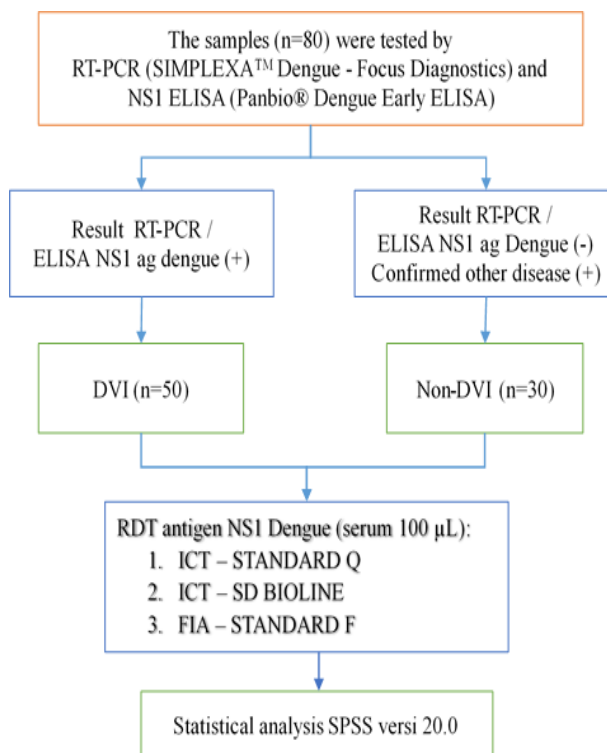 The samples (n=80) were tested by
RT-PCR (SIMPLEXA™ Dengue - Focus Diagnostics) and
NS1 ELISA (Panbio® Dengue Early ELISA)
Result RT-PCR /
ELISA NS1 ag dengue (+)
Result RT-PCR /
ELISA NS1 ag Dengue (-)
Confirmed other disease (+)
DVI (n=50)
Non-DVI (n=30)
RDT antigen NS1 Dengue (serum 100 µL):
1. ICT – STANDARD Q
2. ICT – SD BIOLINE
3. FIA – STANDARD F
Statistical analysis SPSS versi 20.0